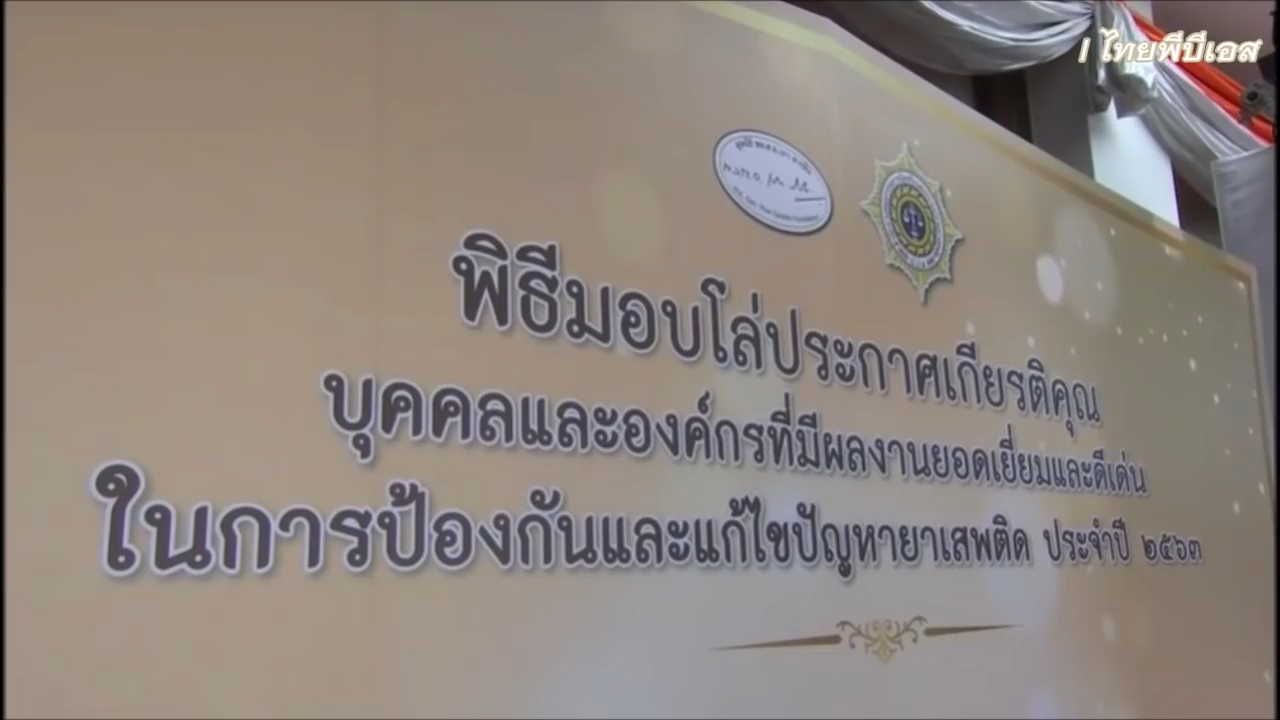 | ไทยพีบีเอส
พิธีมอบโล่ประกาศเกียรติคุณ
บุคคลและองค์กรที่มีผลงานยอดเยี่ยมและดีเด่น
ในการป้องกันและแก้ไขปัญหายาเสพติด ประจำปี ๒๕๖๓